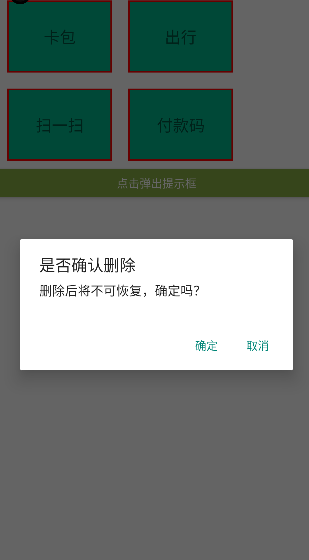 卡包 出行
扫一扫 付款码
点击弹出提示框
是否确认删除
删除后将不可恢复，确定吗？
确定 取消